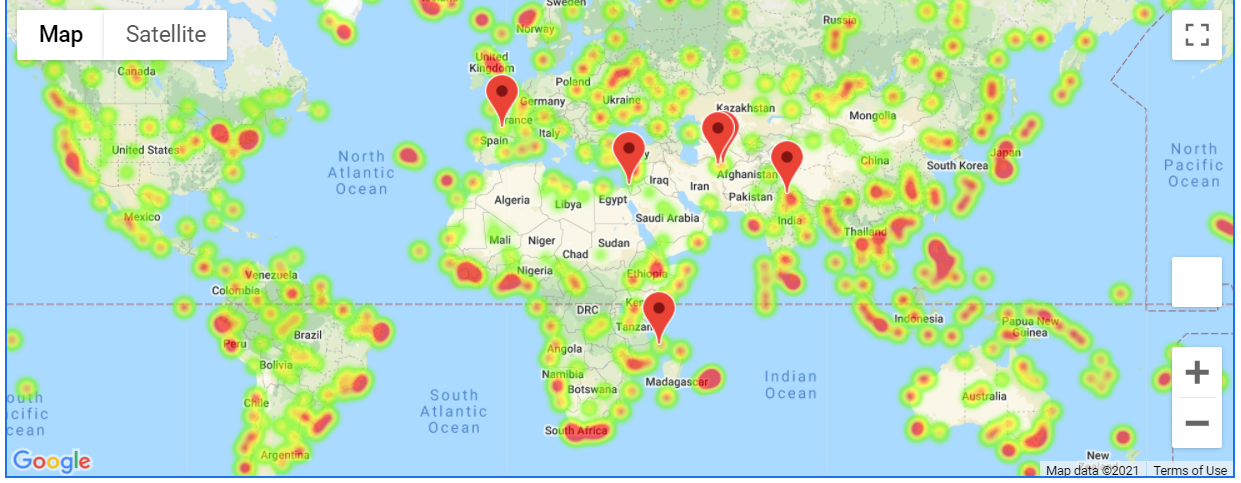 Map
Satellite
Sweden
Russia
Norway
Canada
United
Kingdom
Poland
Germany
Ukraine
Kazakhstan
Mongolia
France
Italy
Spain
United States
North
Atlantic
Ocean
China
South Korea
Japan
North
Pacific
Ocean
Iraq
Iran
Afghanistan
Pakistan
Algeria
Libya
Egypt
Saudi Arabia
India
Mexico
Mali
Niger
Sudan
Chad
Thailand
Nigeria
Ethiopia
Venezuela
Colombia
DRC
Ken
Tanzan
Indonesia
Papua New
Guinea
Brazil
Peru
Angola
Bolivia
Namibia
Botswana
Madagascar
Indian
Ocean
Chile
South
Atlantic
Ocean
Australia
outh
acific
cean
South Africa
Argentina
New
Google
Map data ©2021
Terms of Use